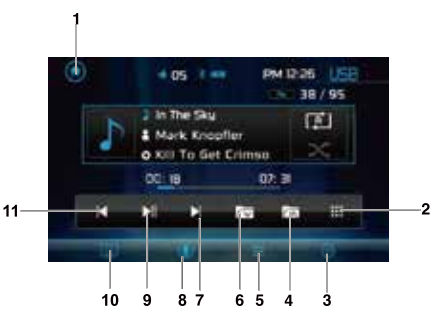 1
05 PM 12:26 USB
38 / 95
In The Sky
Mark Knopfler
Kill To Get Crimso
00: 18 07: 31
11
2
10 9 8 7 6 5 4 3